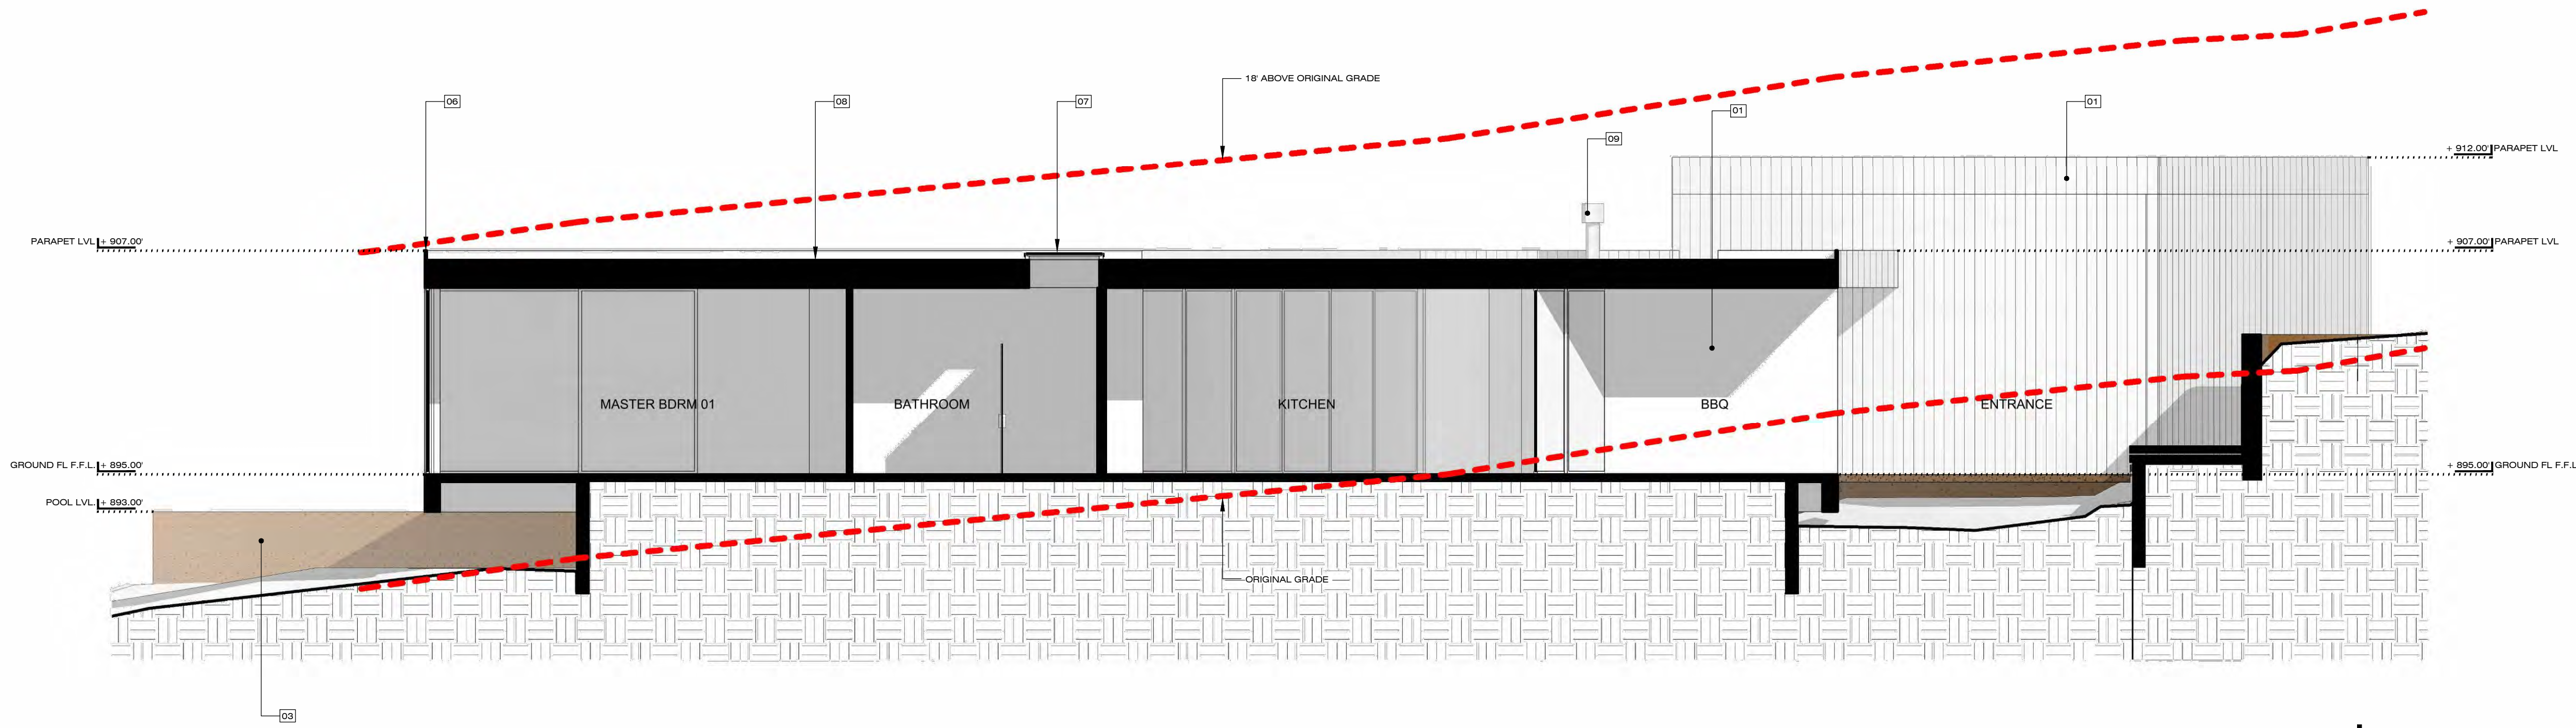 18' ABOVE ORIGINAL GRADE
06
08
07
01
01
09
+ 912.00' PARAPET LVL
PARAPET LVL + 907.00'
+ 907.00' PARAPET LVL
MASTER BDRM 01
BATHROOM
KITCHEN
BBQ
ENTRANCE
GROUND FL F.F.L. + 895.00'
+ 895.00' GROUND FL F.F.L
POOL LVL. + 893.00'
ORIGINAL GRADE
03